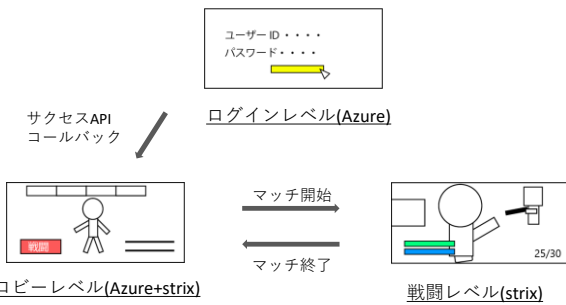 ユーザー ID・・・・
パスワード・・・・
ログインレベル(Azure)
サクセスAPI
コールバック
戦闘
ロビーレベル(Azure+strix)
マッチ開始
マッチ終了
25/30
戦闘レベル(strix)